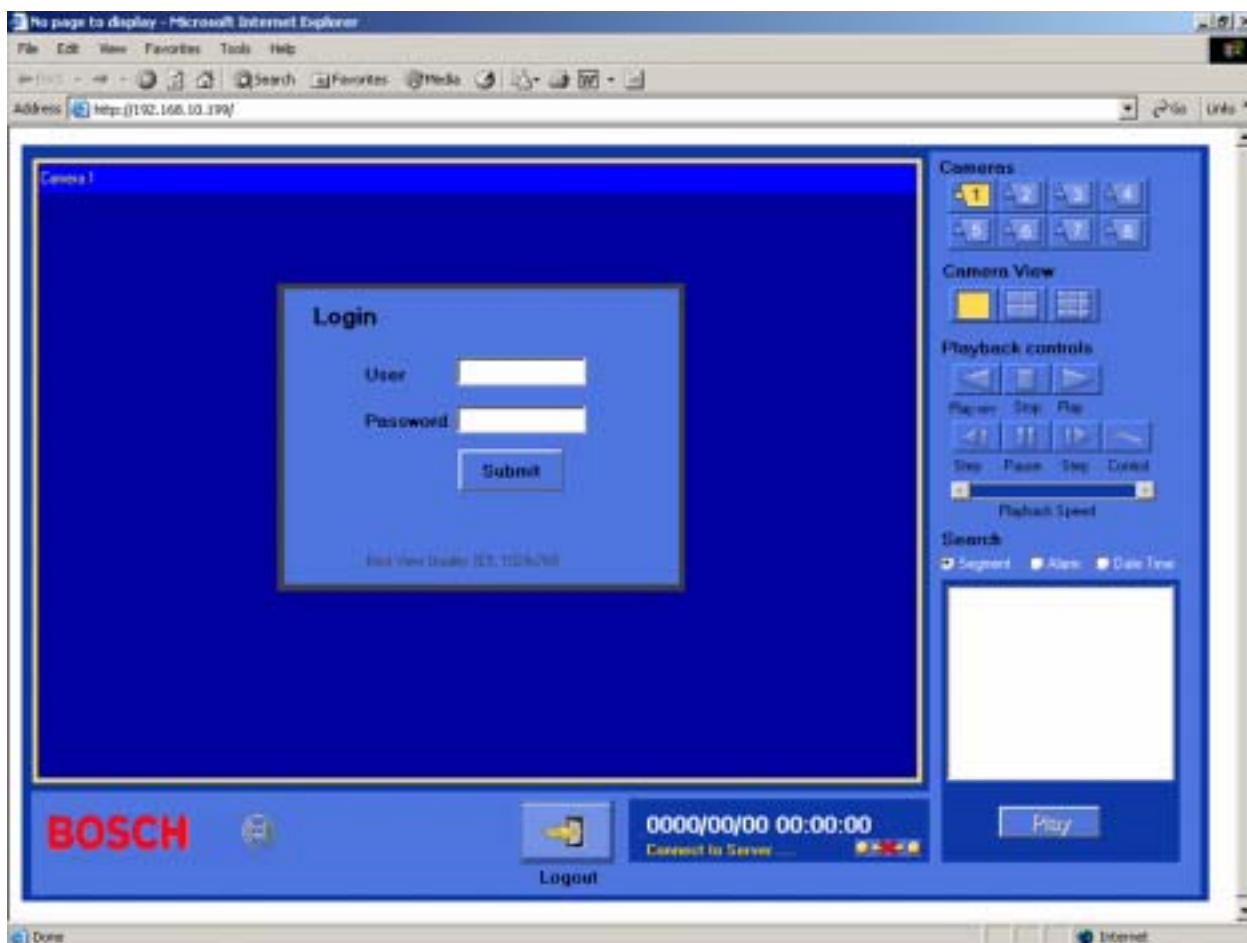 No page to display - Microsoft Internet Explorer
File Edit View Favorites Tools Help
Search Favorites Media
Address http://192.168.10.199/ Go Links
Camera 1
Login
User
Password
Submit
Cameras
1 2 3 4
5 6 7 8
Camera View
Playback controls
Play rev Stop Play
Step Pause Step Control
Playback Speed
Search
Segment Alarm Date Time
Play
BOSCH
Logout
0000/00/00 00:00:00
Connect to Server
Done
Internet